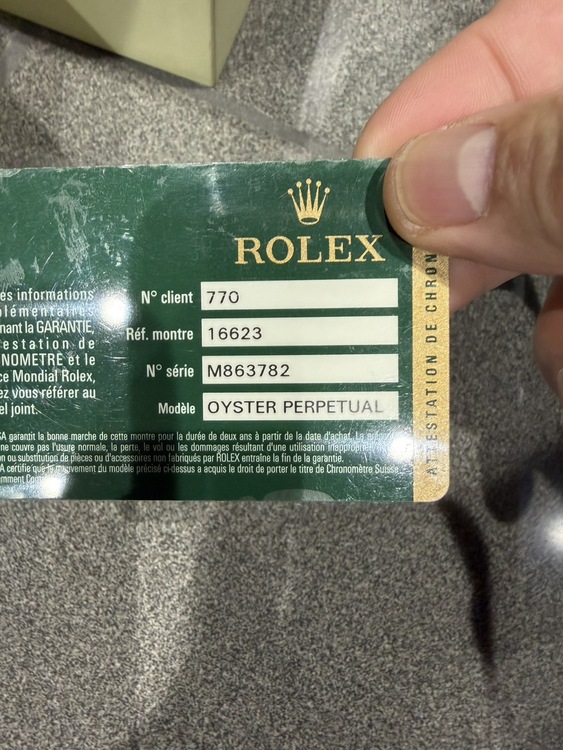 ROLEX
es informations
plémentaires
nant la GARANTIE,
estation de
NOMETRE et le
ce Mondial Rolex,
ez vous référer au
el joint.
N° client 770
Réf. montre 16623
N° série M863782
Modèle OYSTER PERPETUAL
SA garantit la bonne marche de cette montre pour la durée de deux ans à partir de la date d'achat. La
ne couvre pas l'usure normale, la perte, le vol ou les dommages résultant d'une utilisation
on ou substitution de pièces ou d'accessoires non fabriqués par ROLEX entraîne la fin de la garantie.
A certifie que le mouvement du modèle précisé ci-dessus a acquis le droit de porter le titre de Chronomètre Suisse
ATTESTATION DE CHRON